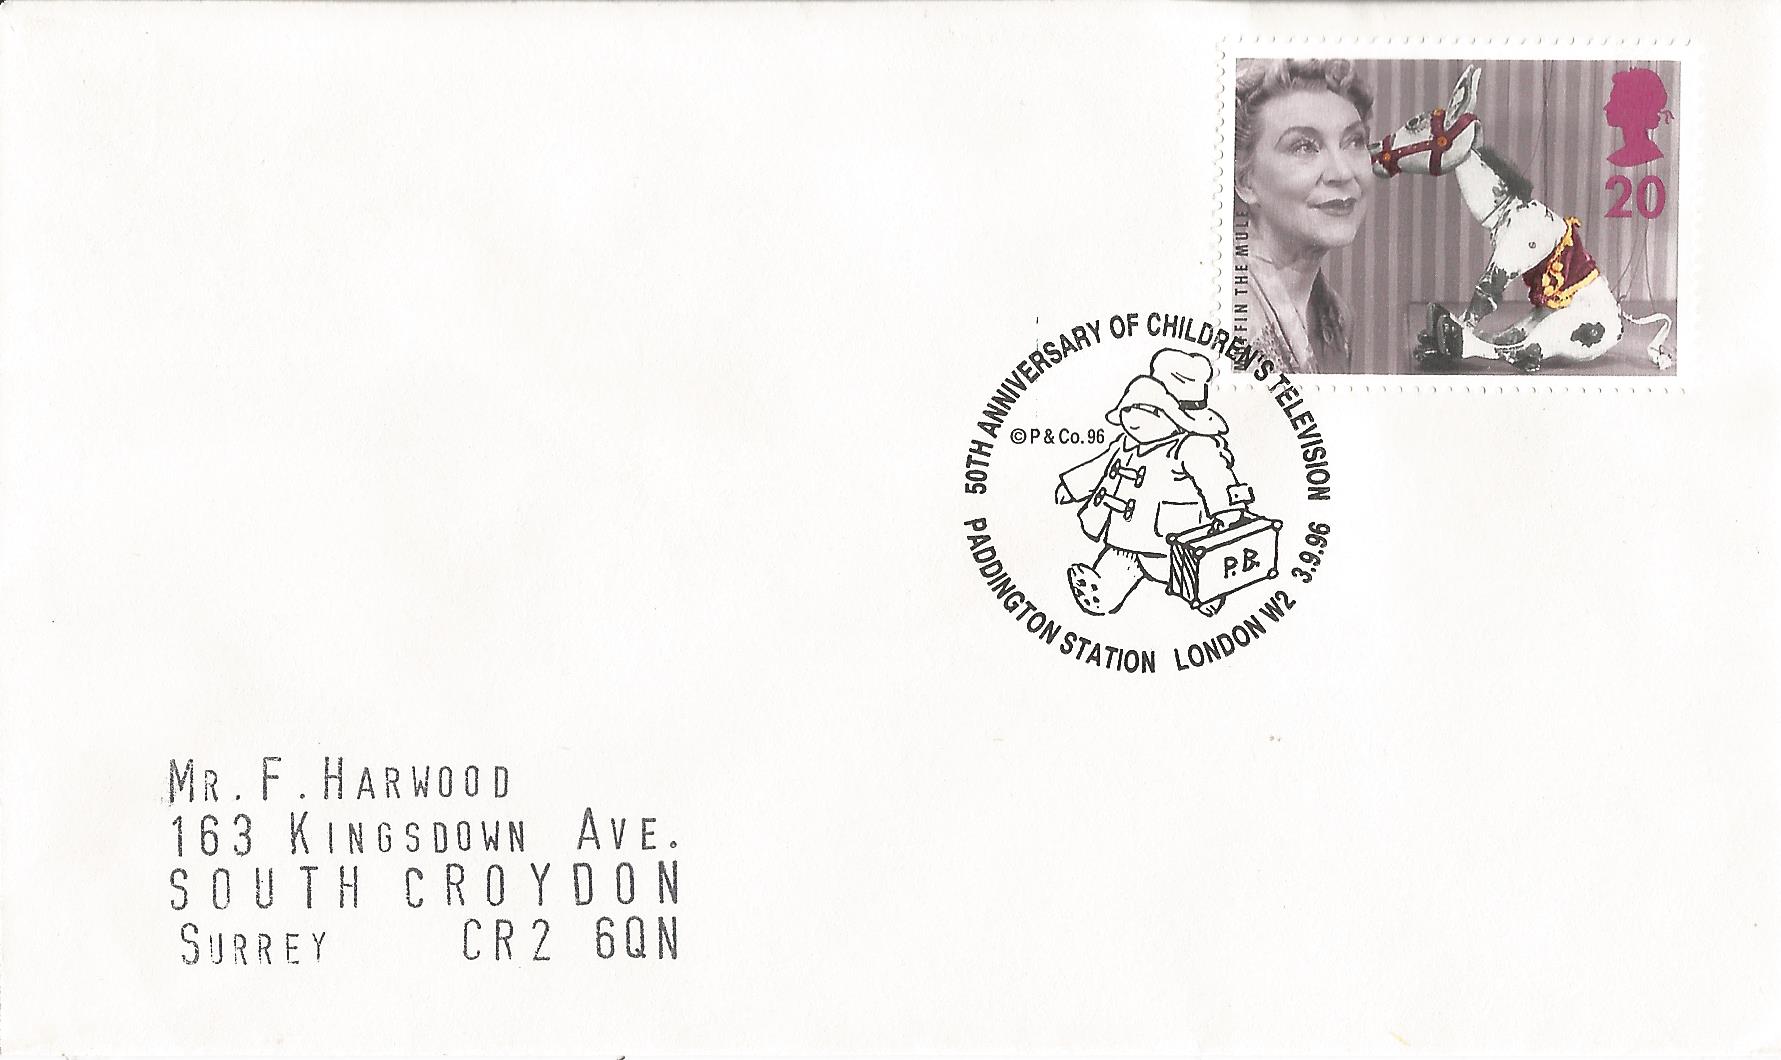 20
MUFFIN THE MULE
50TH ANNIVERSARY OF CHILDREN'S TELEVISION
© P & Co. 96
P.B.
PADDINGTON STATION LONDON W2 3.9.96
MR. F. HARWOOD
163 KINGSDOWN AVE.
SOUTH CROYDON
SURREY CR2 6QN